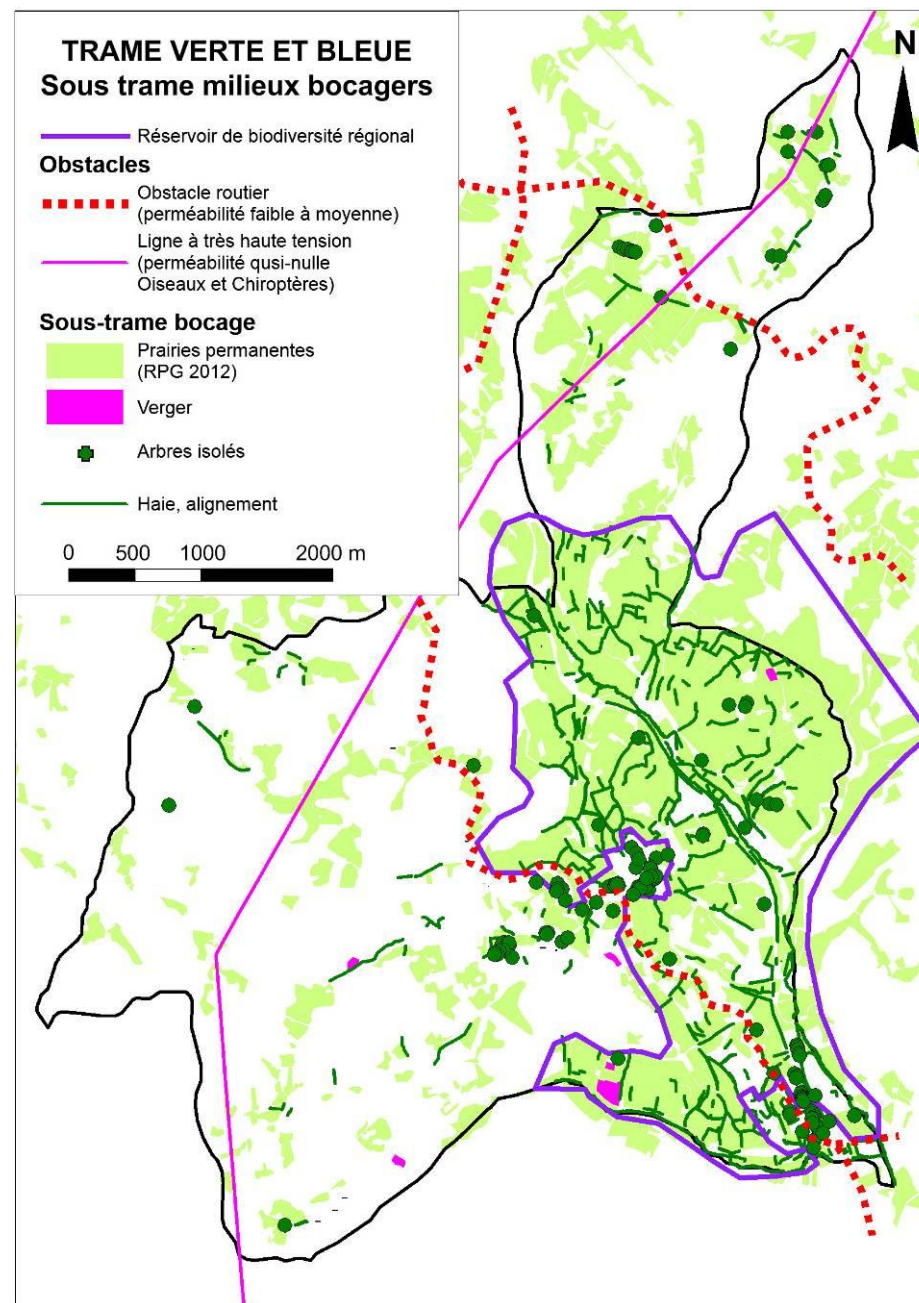 TRAME VERTE ET BLEUE
Sous trame milieux bocagers
Réservoir de biodiversité régional
Obstacles
Obstacle routier
(perméabilité faible à moyenne)
Ligne à très haute tension
(perméabilité qusi-nulle
Oiseaux et Chiroptères)
Sous-trame bocage
Prairies permanentes
(RPG 2012)
Verger
Arbres isolés
Haie, alignement
0 500 1000 2000 m
N